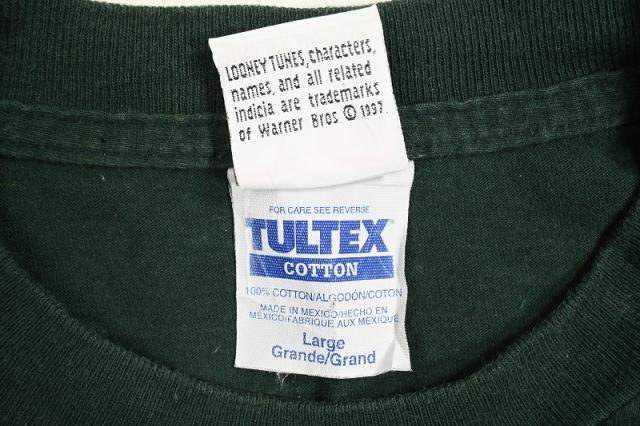 LOONEY TUNES, characters,
names, and all related
indicia are trademarks
of Warner Bros © 1997.
FOR CARE SEE REVERSE
TULTEX
COTTON
100% COTTON/ALGODÓN/COTON
MADE IN MEXICO/HECHO EN
MÉXICO/FABRIQUE AUX MEXIQUE
Large
Grande/Grand